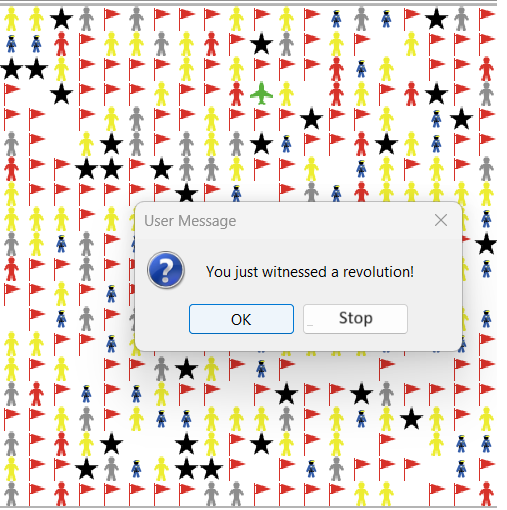 User Message
You just witnessed a revolution!
OK
Stop